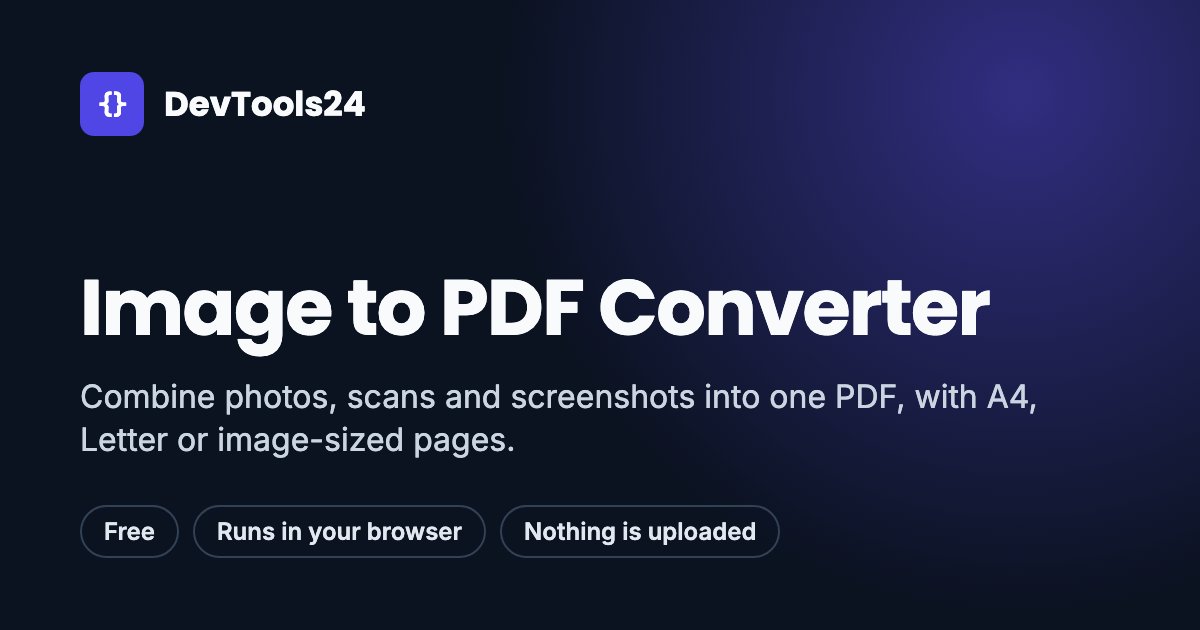 {}
DevTools24
Image to PDF Converter
Combine photos, scans and screenshots into one PDF, with A4,
Letter or image-sized pages.
Free
Runs in your browser
Nothing is uploaded